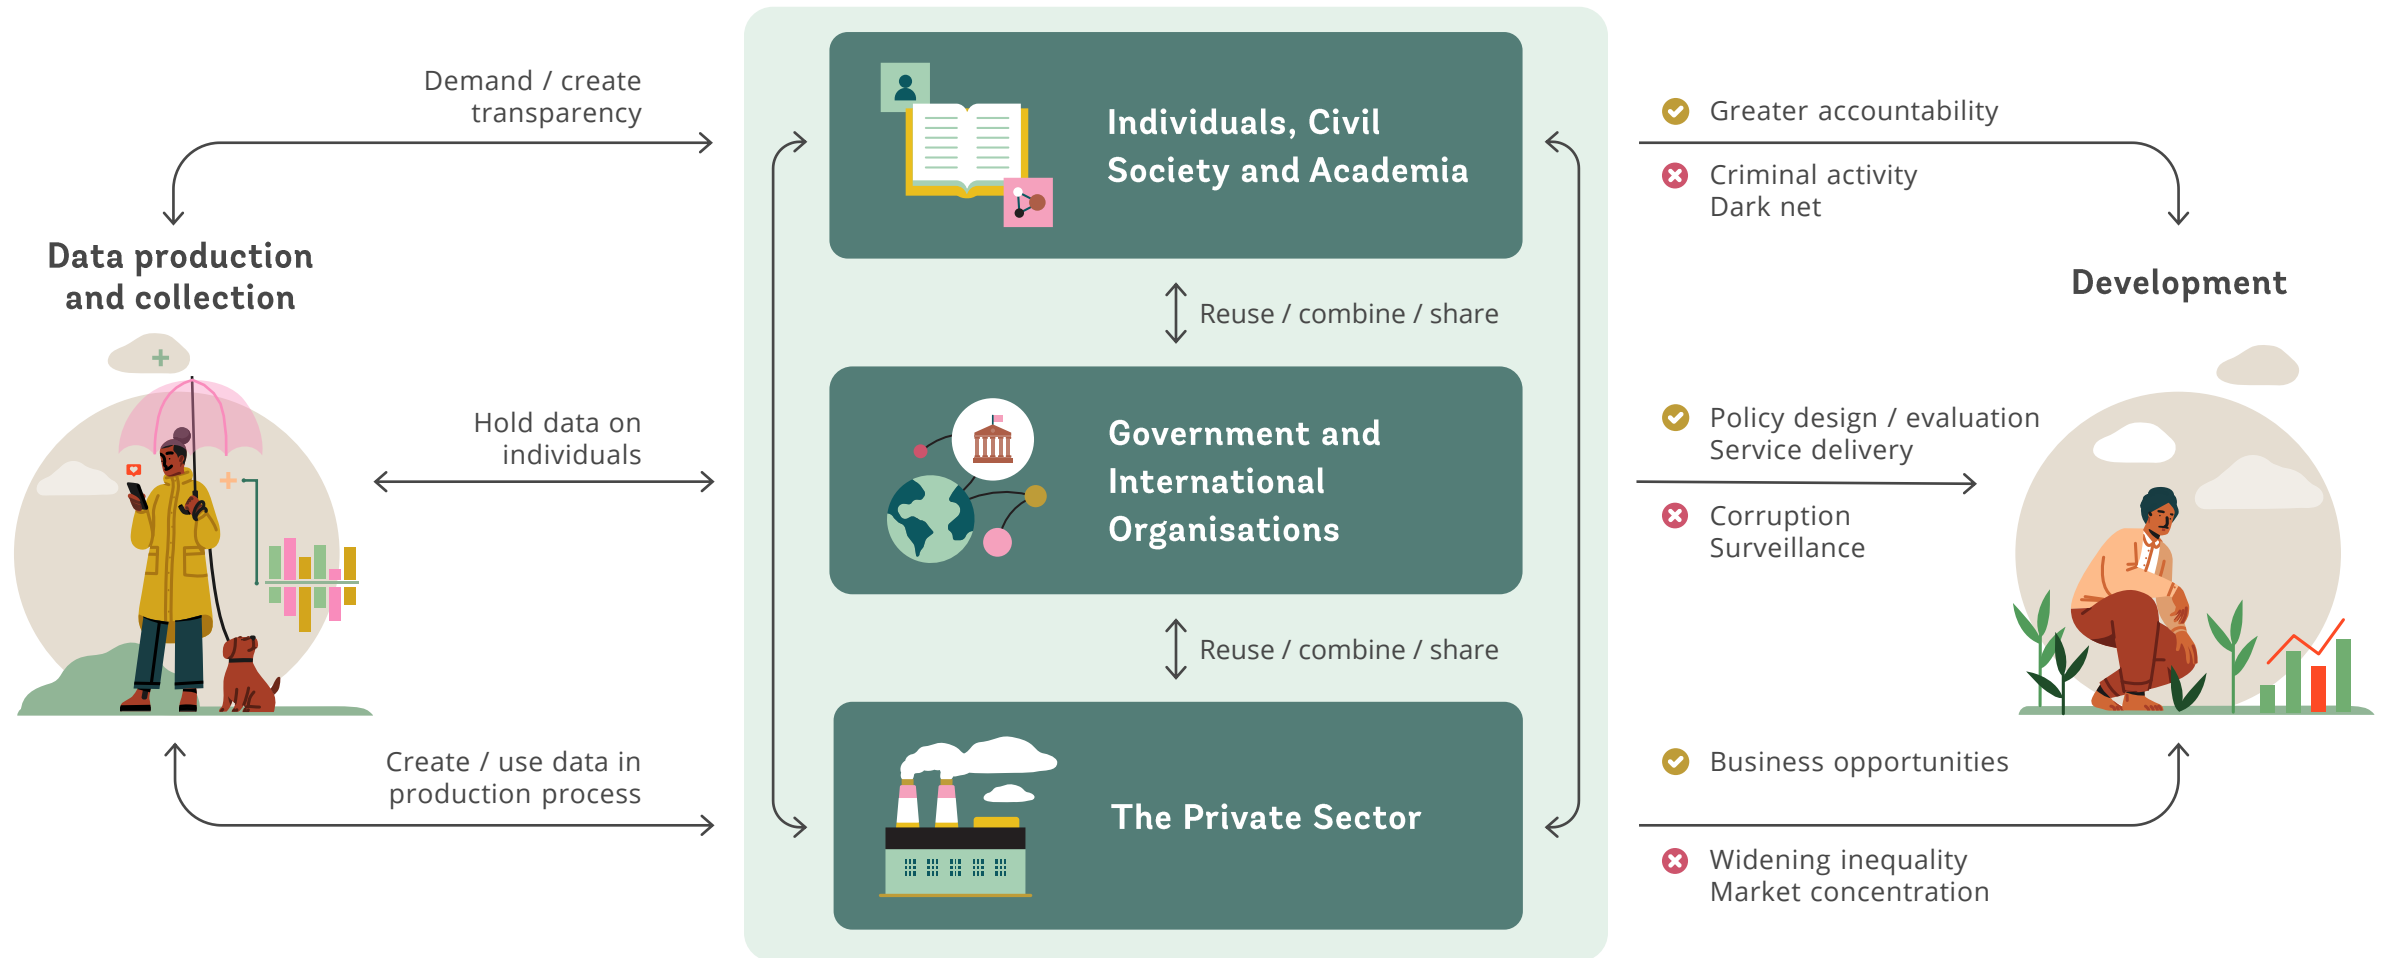 Demand / create
transparency
Data production
and collection
Hold data on
individuals
Create / use data in
production process
Individuals, Civil
Society and Academia
Reuse / combine / share
Government and
International
Organisations
Reuse / combine / share
The Private Sector
Greater accountability
Criminal activity
Dark net
Development
Policy design / evaluation
Service delivery
Corruption
Surveillance
Business opportunities
Widening inequality
Market concentration